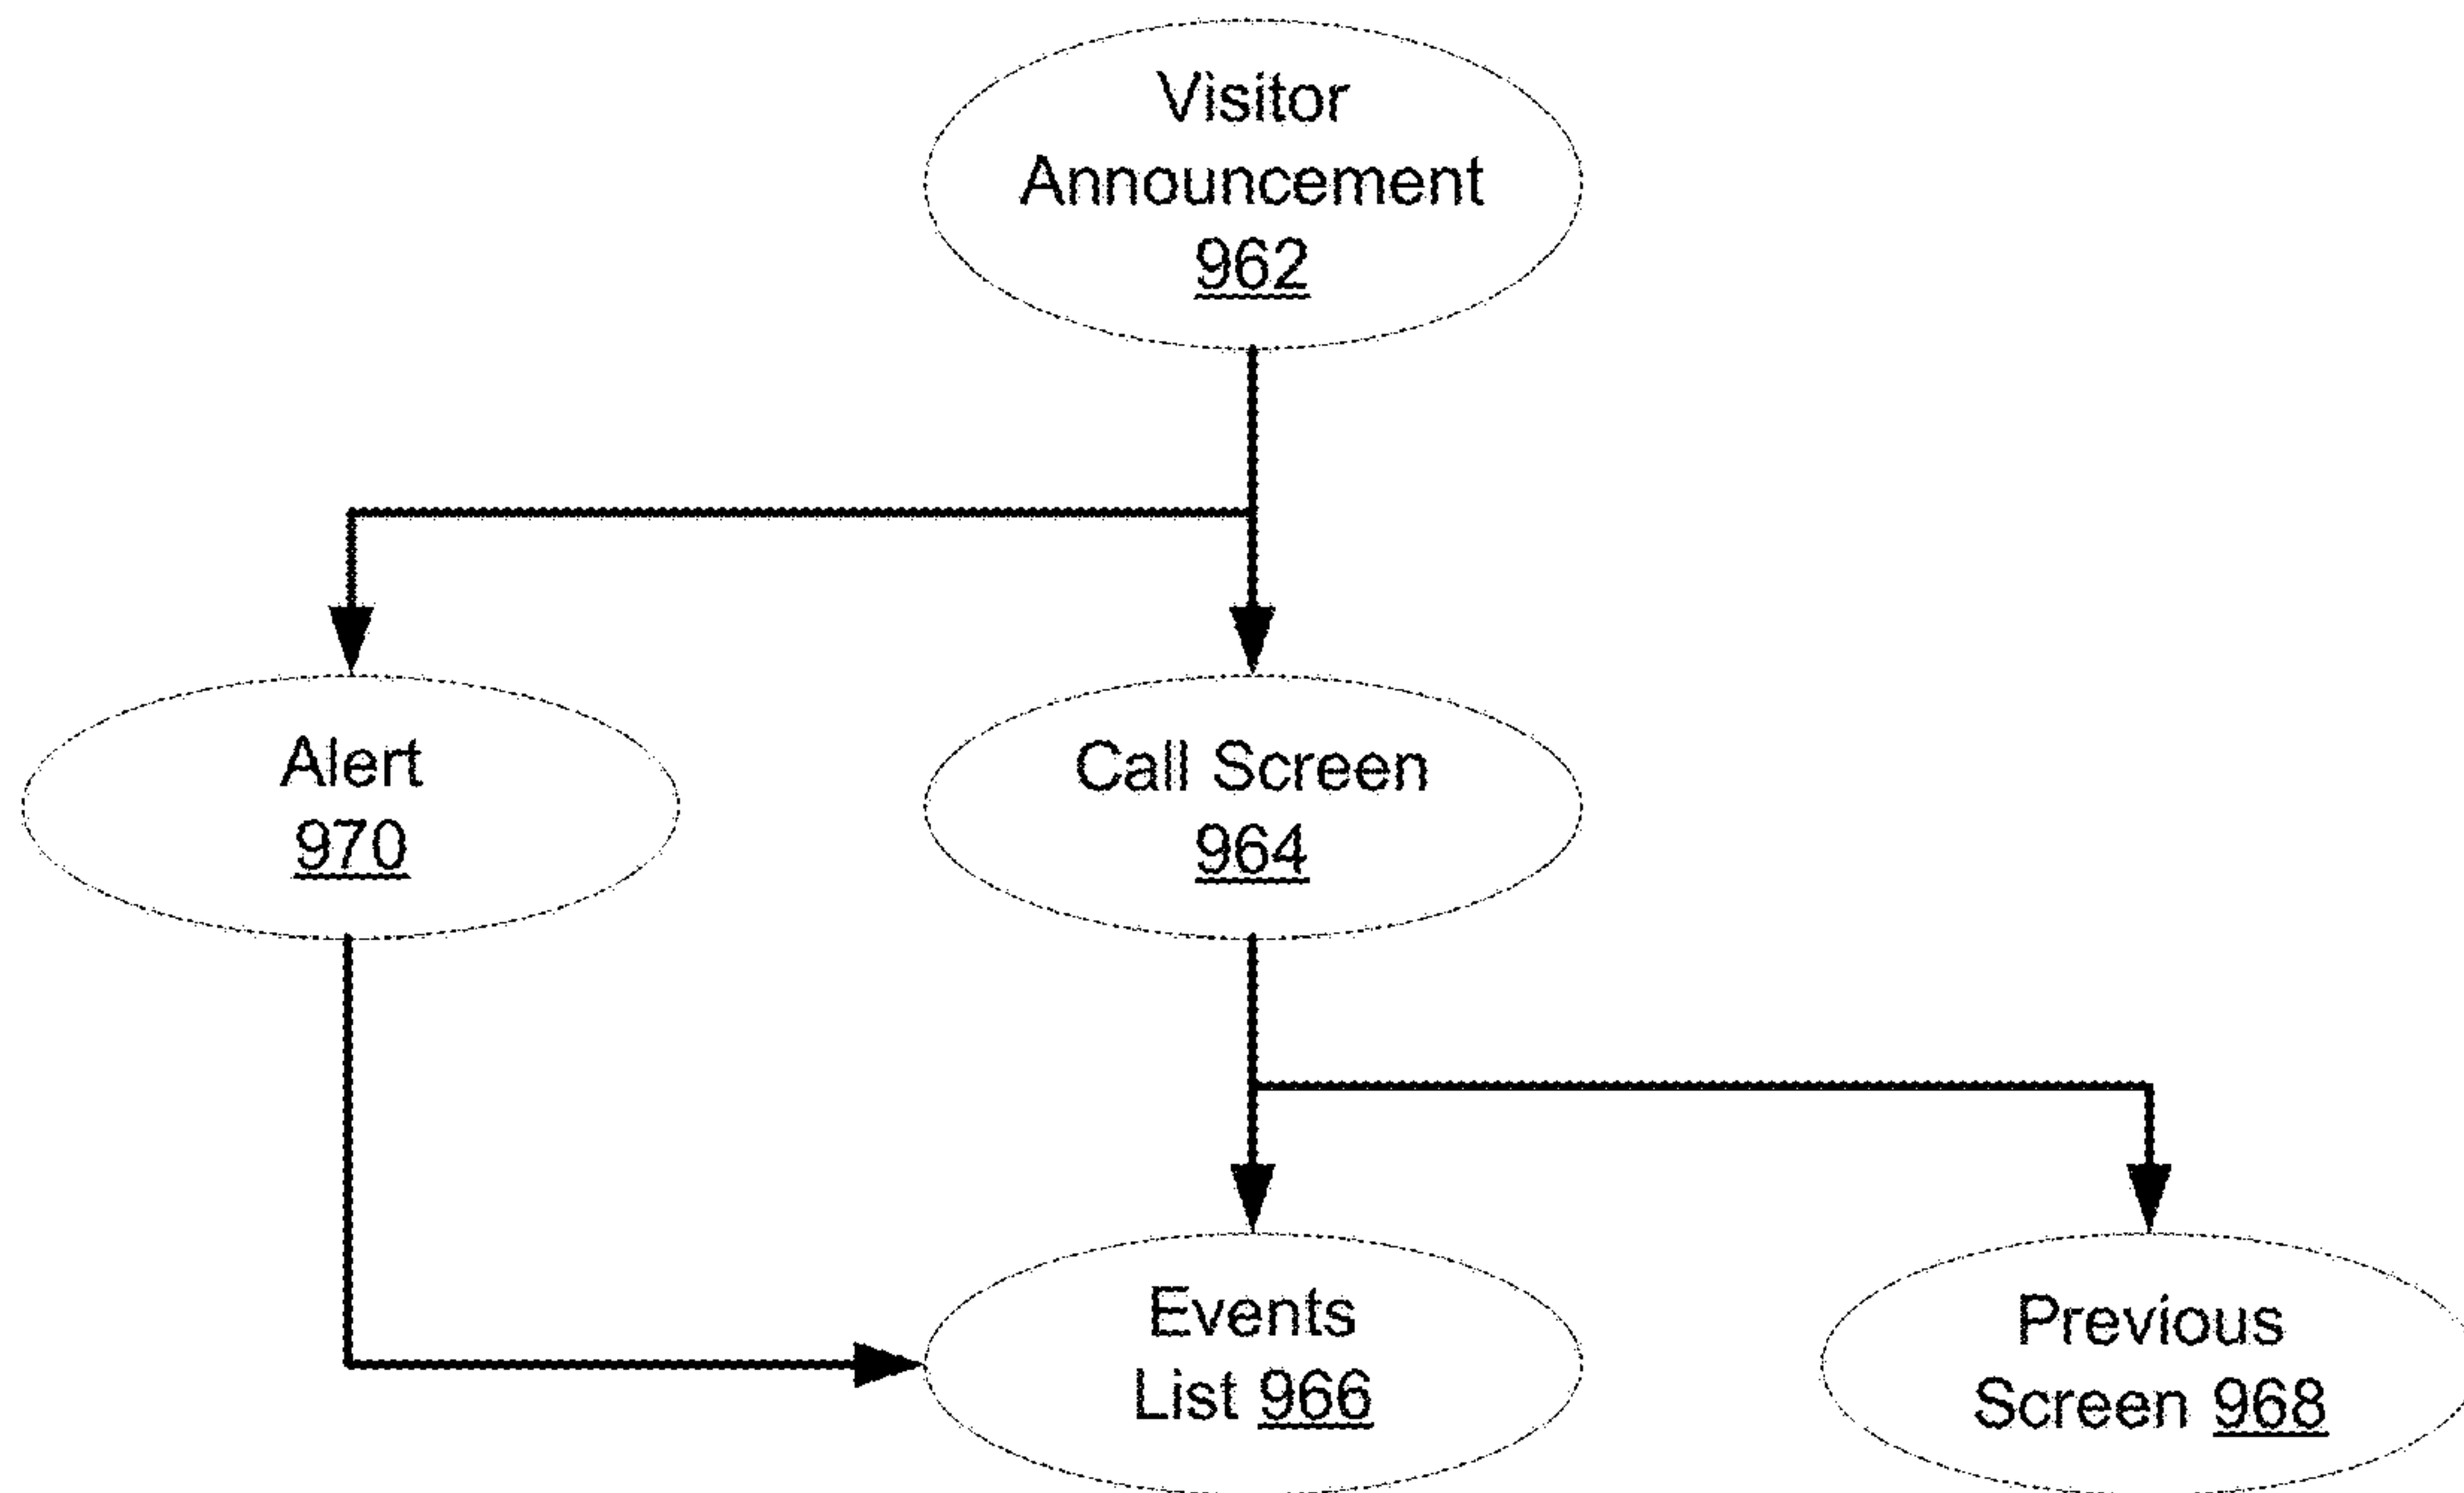 Visitor
Announcement
962
Alert
970
Call Screen
964
Events
List 966
Previous
Screen 968